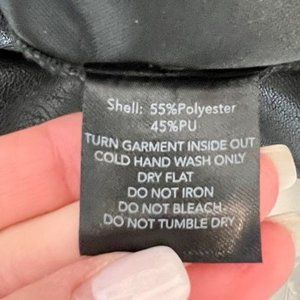 Shell: 55%Polyester
45%PU
TURN GARMENT INSIDE OUT
COLD HAND WASH ONLY
DRY FLAT
DO NOT IRON
DO NOT BLEACH
DO NOT TUMBLE DRY